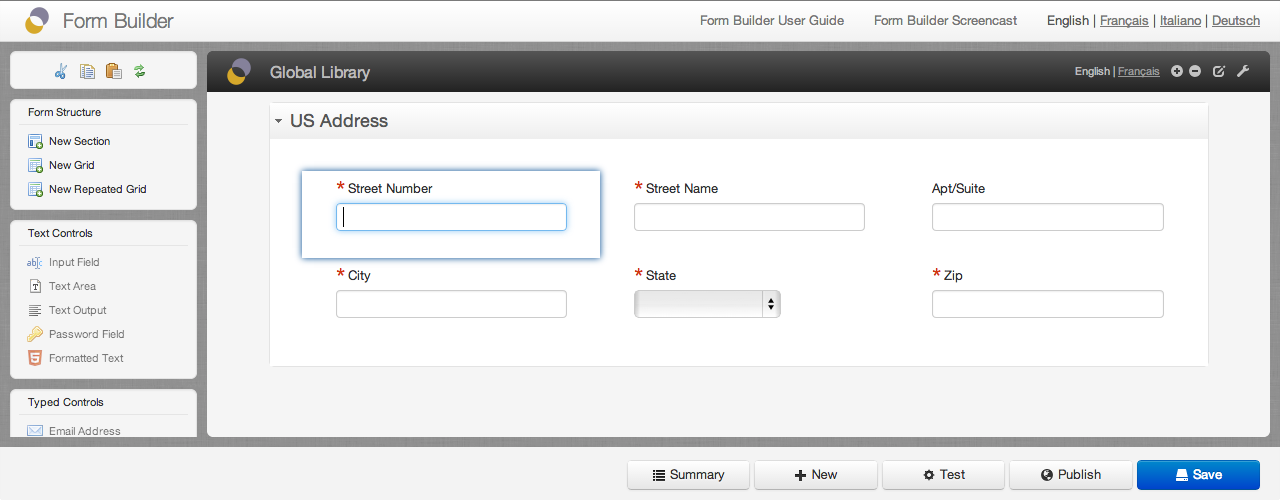 Form Builder
Form Builder User Guide Form Builder Screencast English | Français | Italiano | Deutsch
Form Structure
New Section
New Grid
New Repeated Grid
Text Controls
Input Field
Text Area
Text Output
Password Field
Formatted Text
Typed Controls
Email Address
Global Library
English | Français
US Address
* Street Number * Street Name Apt/Suite
* City * State * Zip
Summary New Test Publish Save